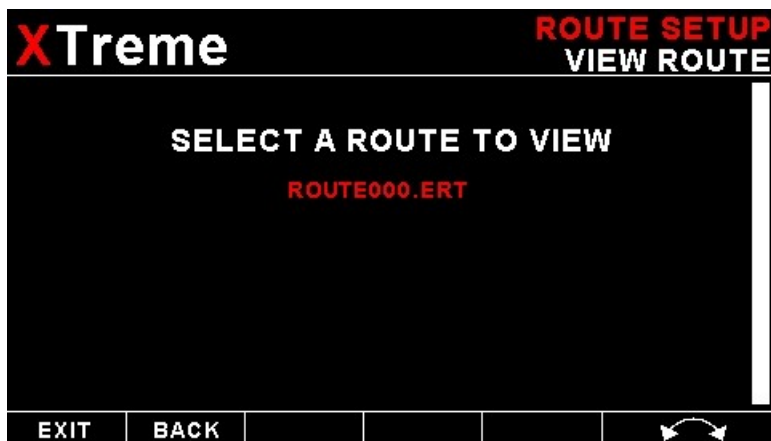 XTreme
ROUTE SETUP
VIEW ROUTE
SELECT A ROUTE TO VIEW
ROUTE000.ERT
EXIT BACK